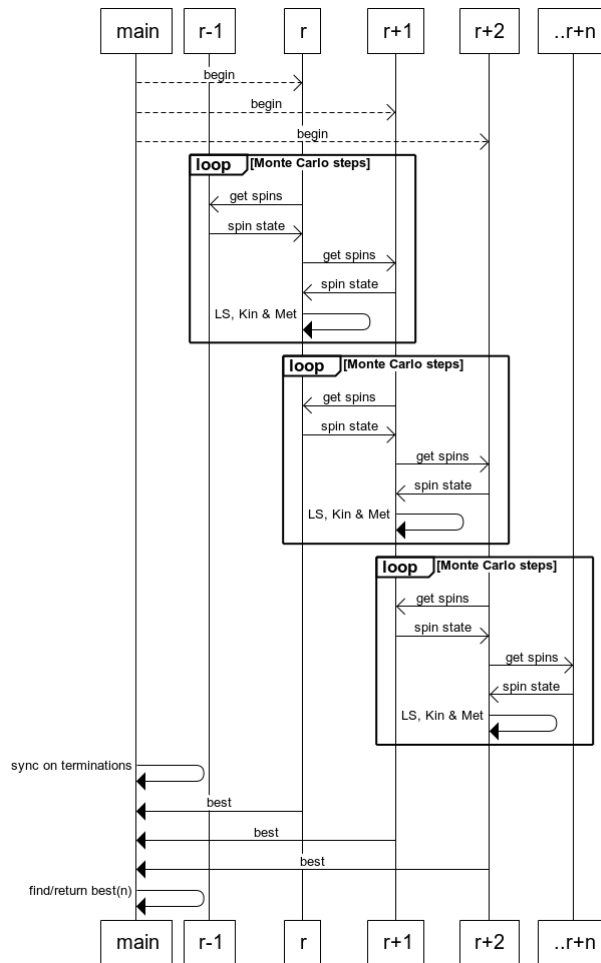 main r-1 r r+1 r+2 ..r+n
begin
begin
begin
loop [Monte Carlo steps]
get spins
spin state
get spins
spin state
LS, Kin & Met
loop [Monte Carlo steps]
get spins
spin state
get spins
spin state
LS, Kin & Met
loop [Monte Carlo steps]
get spins
spin state
get spins
spin state
LS, Kin & Met
sync on terminations
best
best
best
find/return best(n)
main r-1 r r+1 r+2 ..r+n